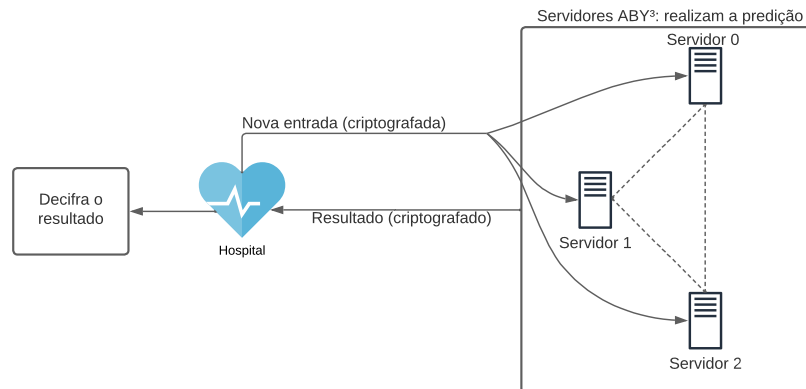 Servidores ABY³: realizam a predição
Servidor 0
Nova entrada (criptografada)
Decifra o
resultado
Resultado (criptografado)
Hospital
Servidor 1
Servidor 2